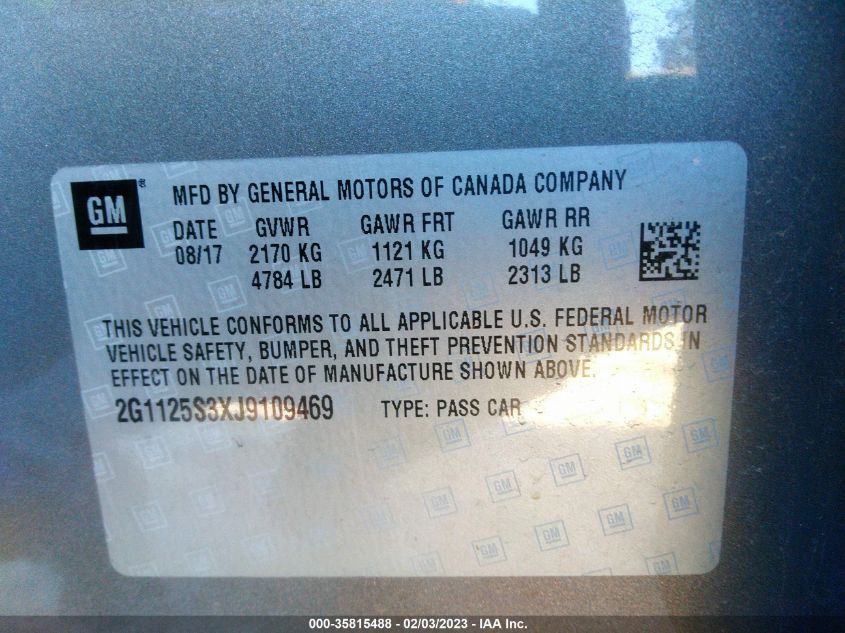 GM ®
MFD BY GENERAL MOTORS OF CANADA COMPANY
DATE GVWR GAWR FRT GAWR RR
08/17 2170 KG 1121 KG 1049 KG
4784 LB 2471 LB 2313 LB
THIS VEHICLE CONFORMS TO ALL APPLICABLE U.S. FEDERAL MOTOR
VEHICLE SAFETY, BUMPER, AND THEFT PREVENTION STANDARDS IN
EFFECT ON THE DATE OF MANUFACTURE SHOWN ABOVE.
2G1125S3XJ9109469 TYPE: PASS CAR
000-35815488 - 02/03/2023 - IAA Inc.